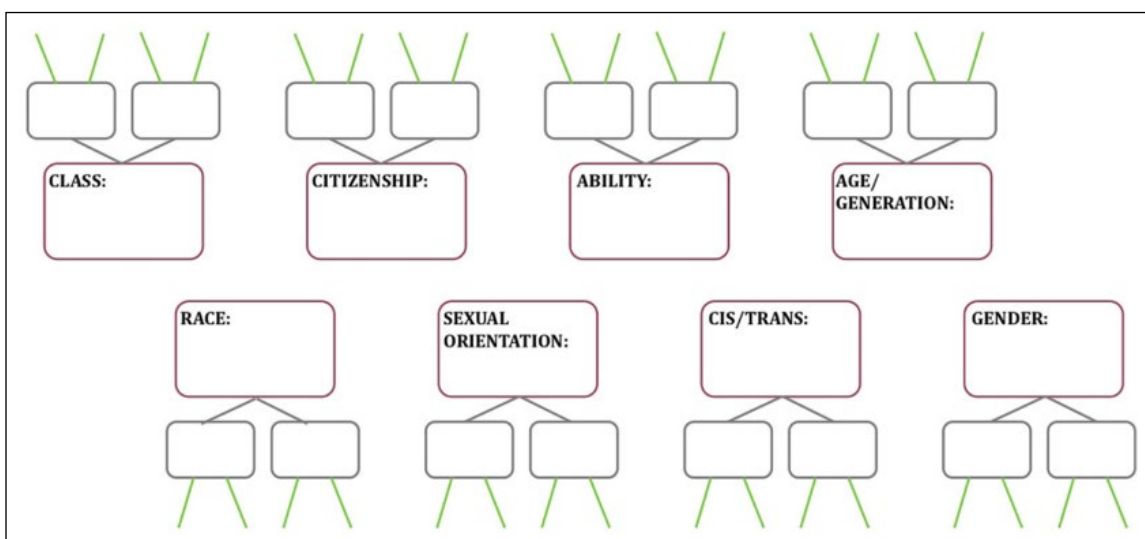 CLASS:
CITIZENSHIP:
ABILITY:
AGE/
GENERATION:
RACE:
SEXUAL
ORIENTATION:
CIS/TRANS:
GENDER: